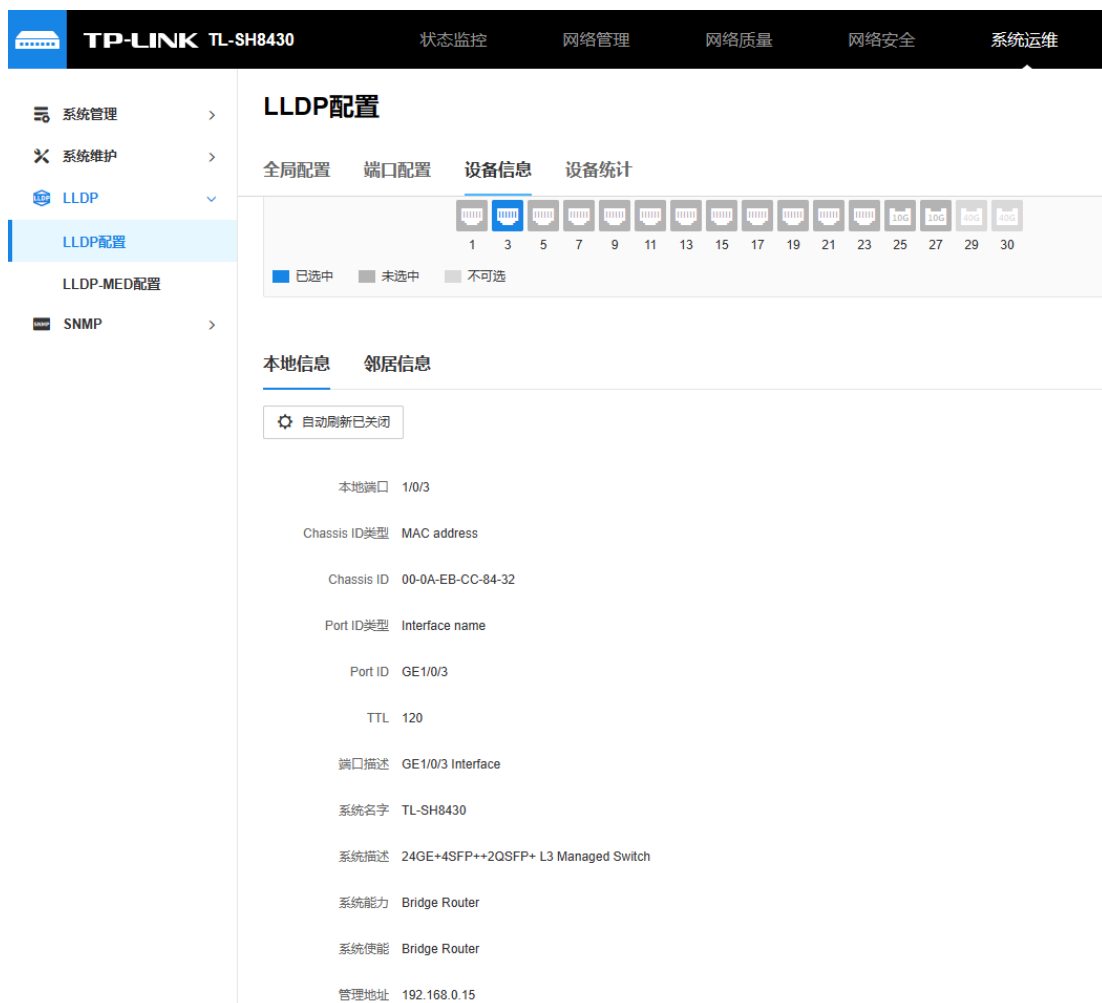 TP-LINK TL-SH8430 状态监控 网络管理 网络质量 网络安全 系统运维
系统管理
系统维护
LLDP
LLDP配置
LLDP-MED配置
SNMP
LLDP配置
全局配置 端口配置 设备信息 设备统计
10G 10G 40G 40G
1 3 5 7 9 11 13 15 17 19 21 23 25 27 29 30
已选中 未选中 不可选
本地信息 邻居信息
自动刷新已关闭
本地端口 1/0/3
Chassis ID类型 MAC address
Chassis ID 00-0A-EB-CC-84-32
Port ID类型 Interface name
Port ID GE1/0/3
TTL 120
端口描述 GE1/0/3 Interface
系统名字 TL-SH8430
系统描述 24GE+4SFP++2QSFP+ L3 Managed Switch
系统能力 Bridge Router
系统使能 Bridge Router
管理地址 192.168.0.15